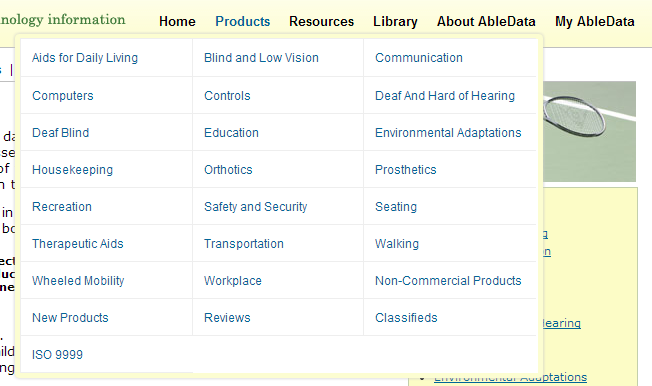 nology information
Home Products Resources Library About AbleData My AbleData
Aids for Daily Living Blind and Low Vision Communication
Computers Controls Deaf And Hard of Hearing
Deaf Blind Education Environmental Adaptations
Housekeeping Orthotics Prosthetics
Recreation Safety and Security Seating
Therapeutic Aids Transportation Walking
Wheeled Mobility Workplace Non-Commercial Products
New Products Reviews Classifieds
Hearing
ISO 9999
Environmental Adaptations